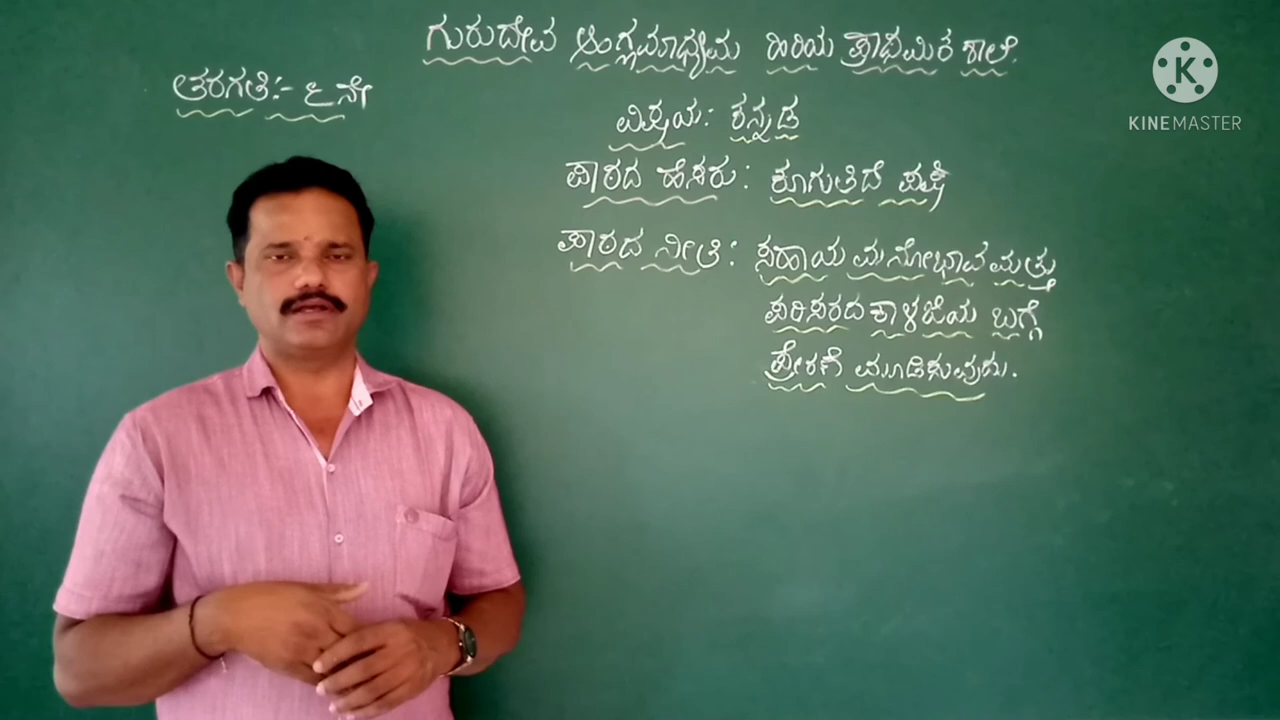 ಗುರುದೇವ ಆಂಗ್ಲಮಾಧ್ಯಮ ಹಿರಿಯ ಪ್ರಾಥಮಿಕ ಶಾಲೆ.
ತರಗತಿ:- ೬ನೇ
ವಿಷಯ: ಕನ್ನಡ
ಪಾಠದ ಹೆಸರು: ಕೂಗುತಿದೆ ಪಕ್ಷಿ
ಪಾಠದ ನೀತಿ: ಸಹಾಯ ಮನೋಭಾವ ಮತ್ತು
ಪರಿಸರದ ಕಾಳಜಿಯ ಬಗ್ಗೆ
ಪ್ರೇರಣೆ ಮೂಡಿಸುವುದು.
KINEMASTER